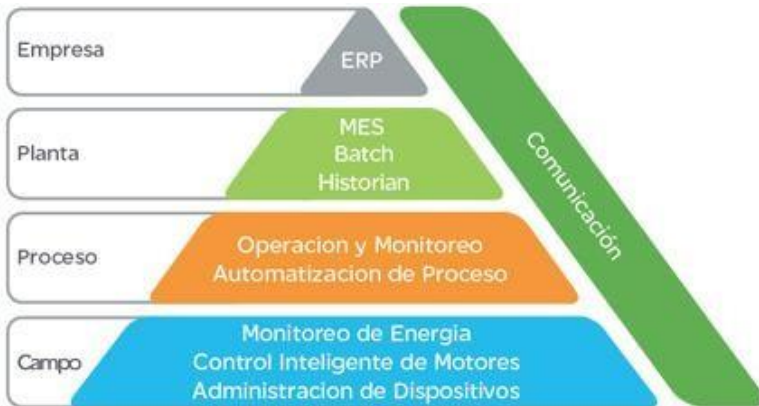 Empresa
ERP
Planta
MES
Batch
Historian
Proceso
Operacion y Monitoreo
Automatizacion de Proceso
Campo
Monitoreo de Energia
Control Inteligente de Motores
Administracion de Dispositivos
Comunicación